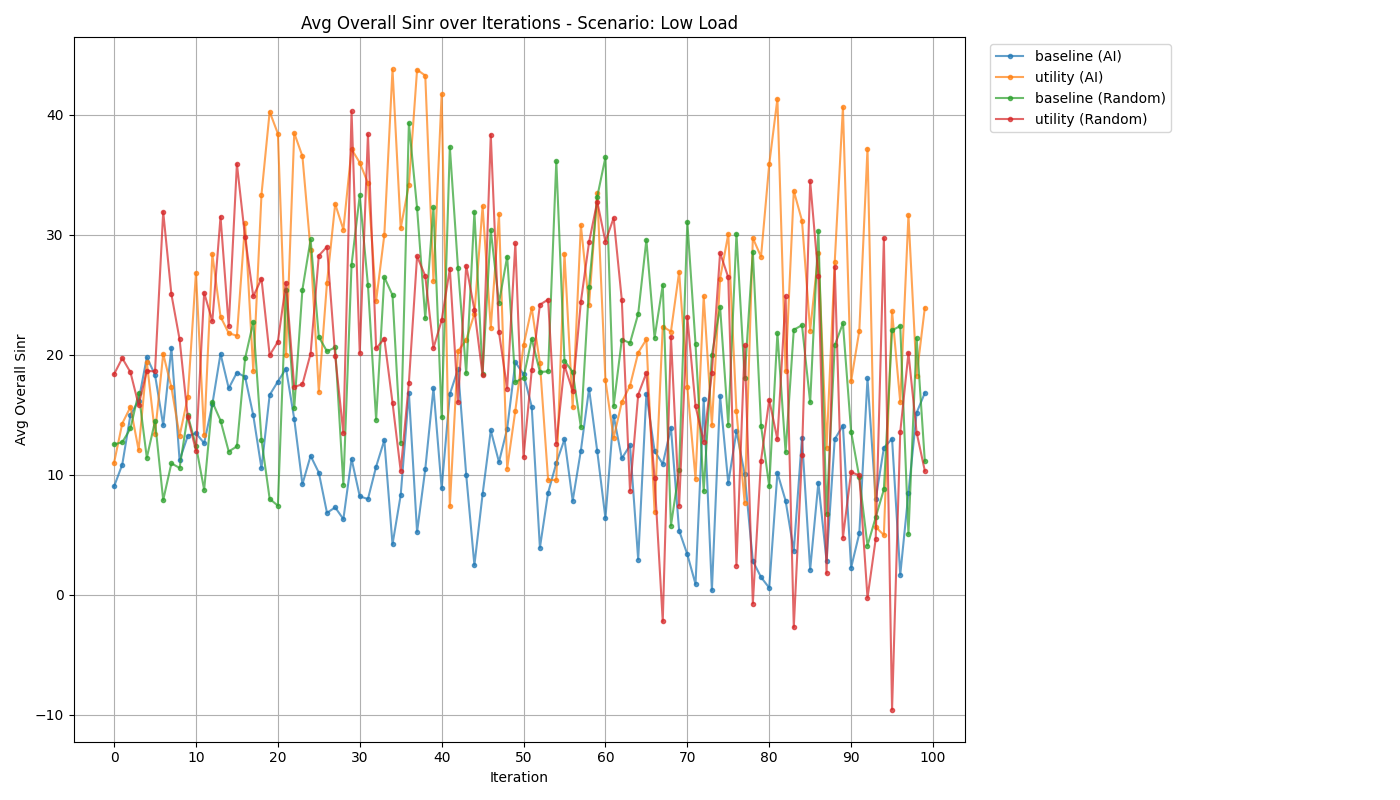 Avg Overall Sinr over Iterations - Scenario: Low Load
baseline (AI)
utility (AI)
baseline (Random)
utility (Random)
Avg Overall Sinr
40
30
20
10
0
−10
0 10 20 30 40 50 60 70 80 90 100
Iteration